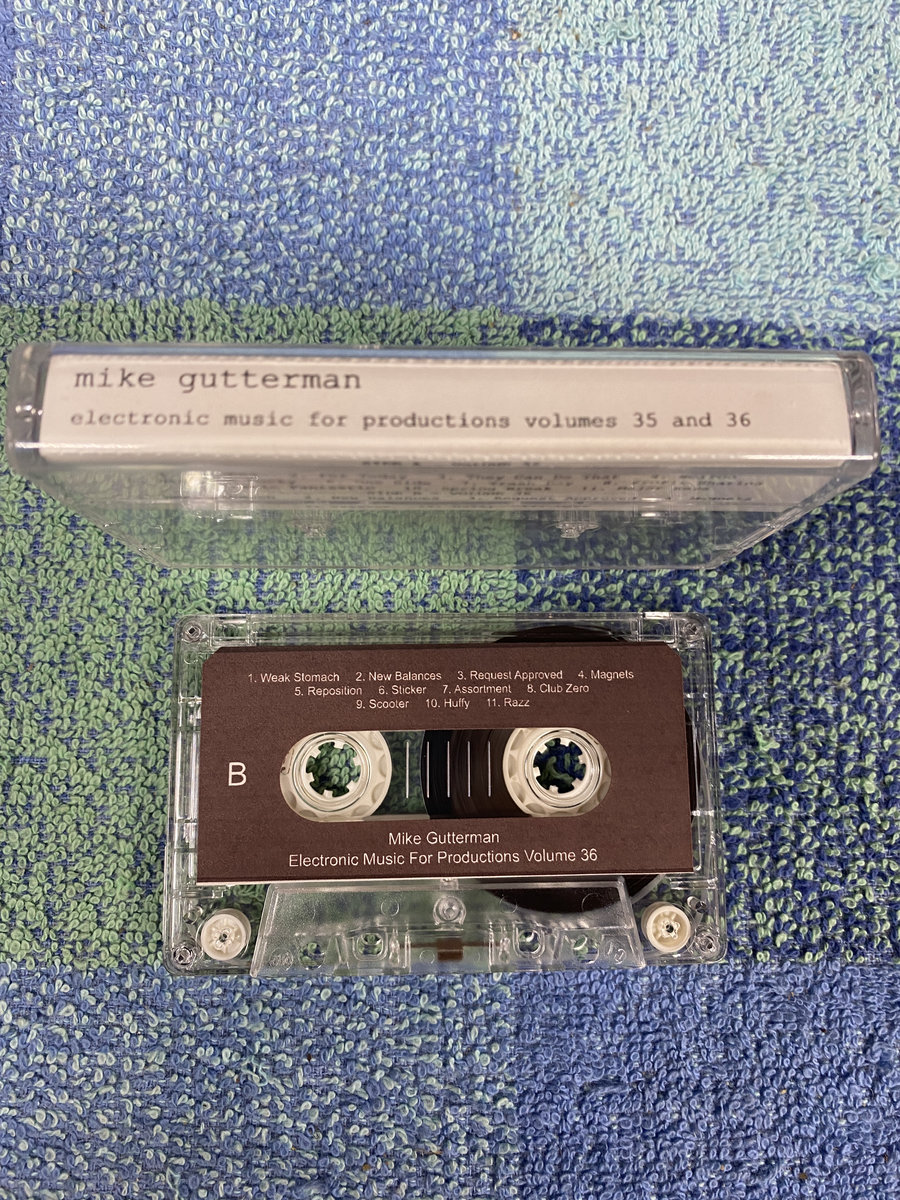 mike gutterman
electronic music for productions volumes 35 and 36
1. Weak Stomach 2. New Balances 3. Request Approved 4. Magnets
5. Reposition 6. Sticker 7. Assortment 8. Club Zero
9. Scooter 10. Huffy 11. Razz
B
Mike Gutterman
Electronic Music For Productions Volume 36